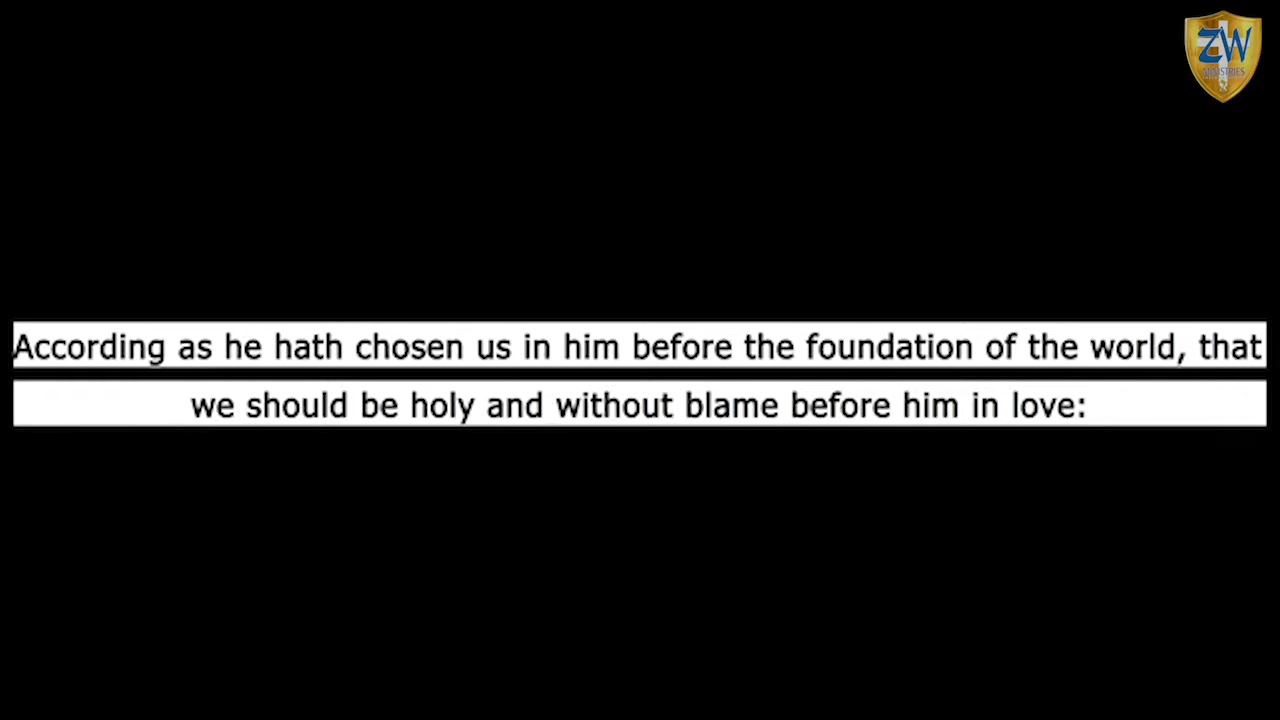 ZW
MINISTRIES
According as he hath chosen us in him before the foundation of the world, that
we should be holy and without blame before him in love: